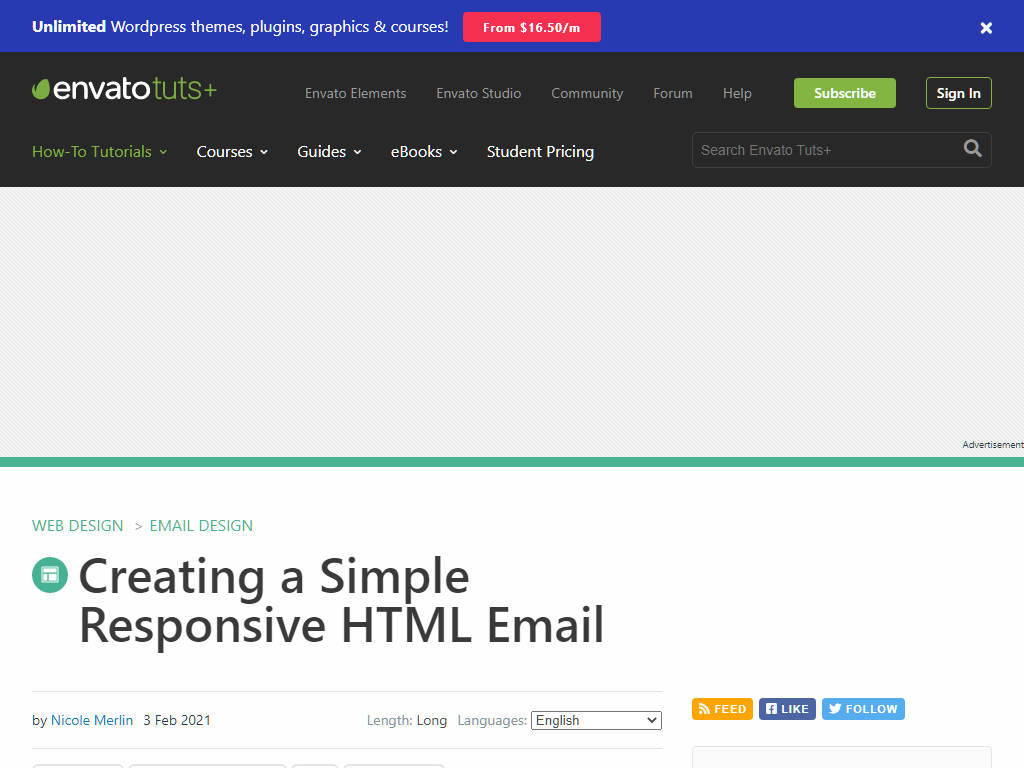 Unlimited Wordpress themes, plugins, graphics & courses! From $16.50/m
envato tuts+
Envato Elements Envato Studio Community Forum Help Subscribe Sign In
How-To Tutorials Courses Guides eBooks Student Pricing Search Envato Tuts+
Advertisement
WEB DESIGN > EMAIL DESIGN
Creating a Simple
Responsive HTML Email
by Nicole Merlin 3 Feb 2021 Length: Long Languages: English
FEED LIKE FOLLOW